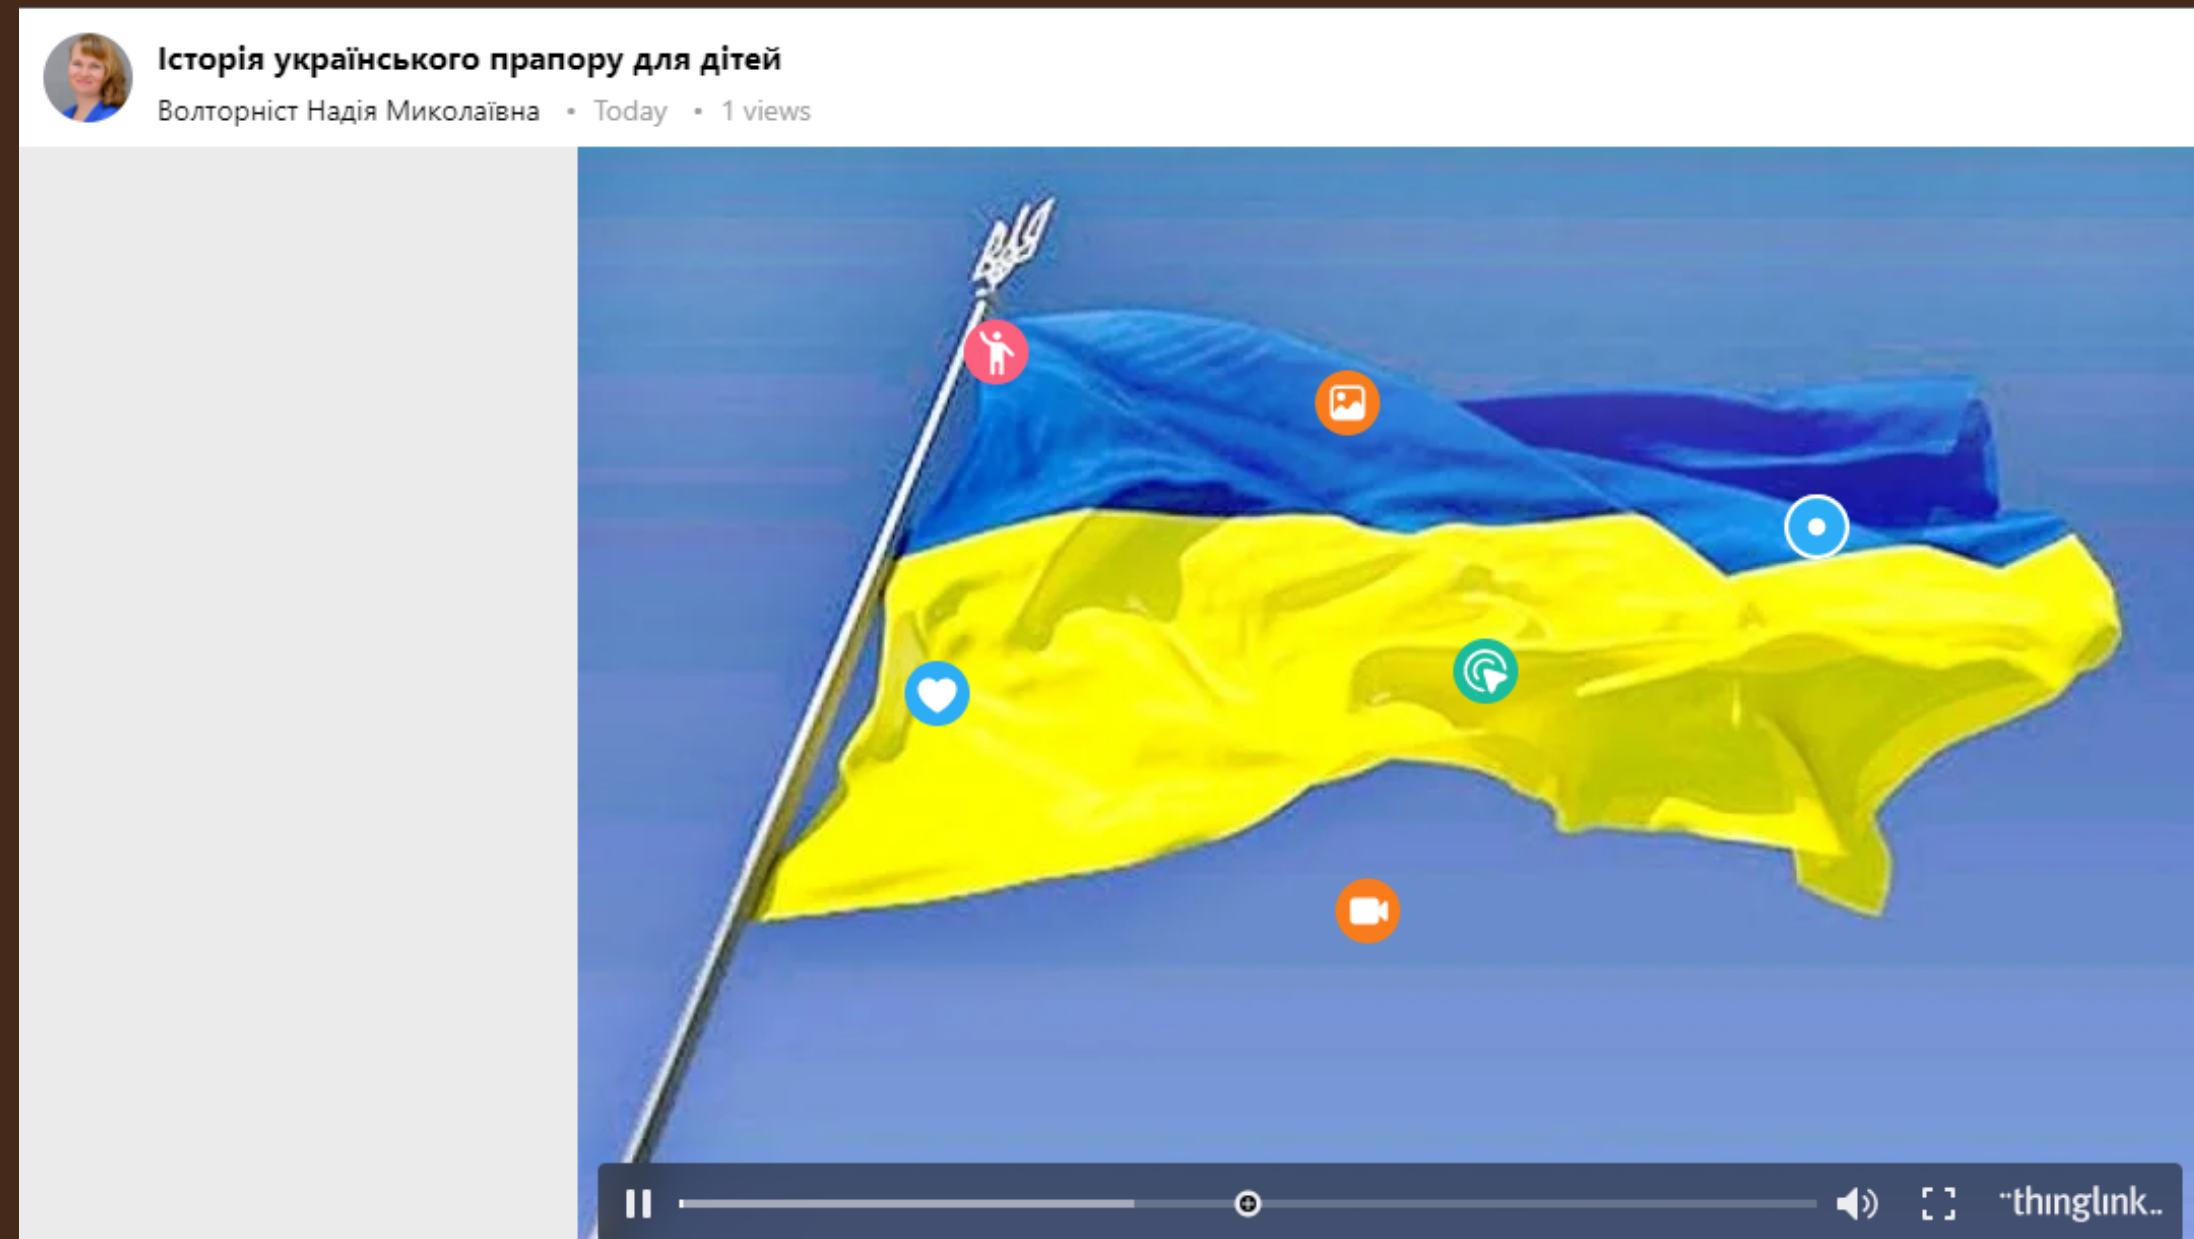 Історія українського прапору для дітей
Волторніст Надія Миколаївна • Today • 1 views
thinglink..